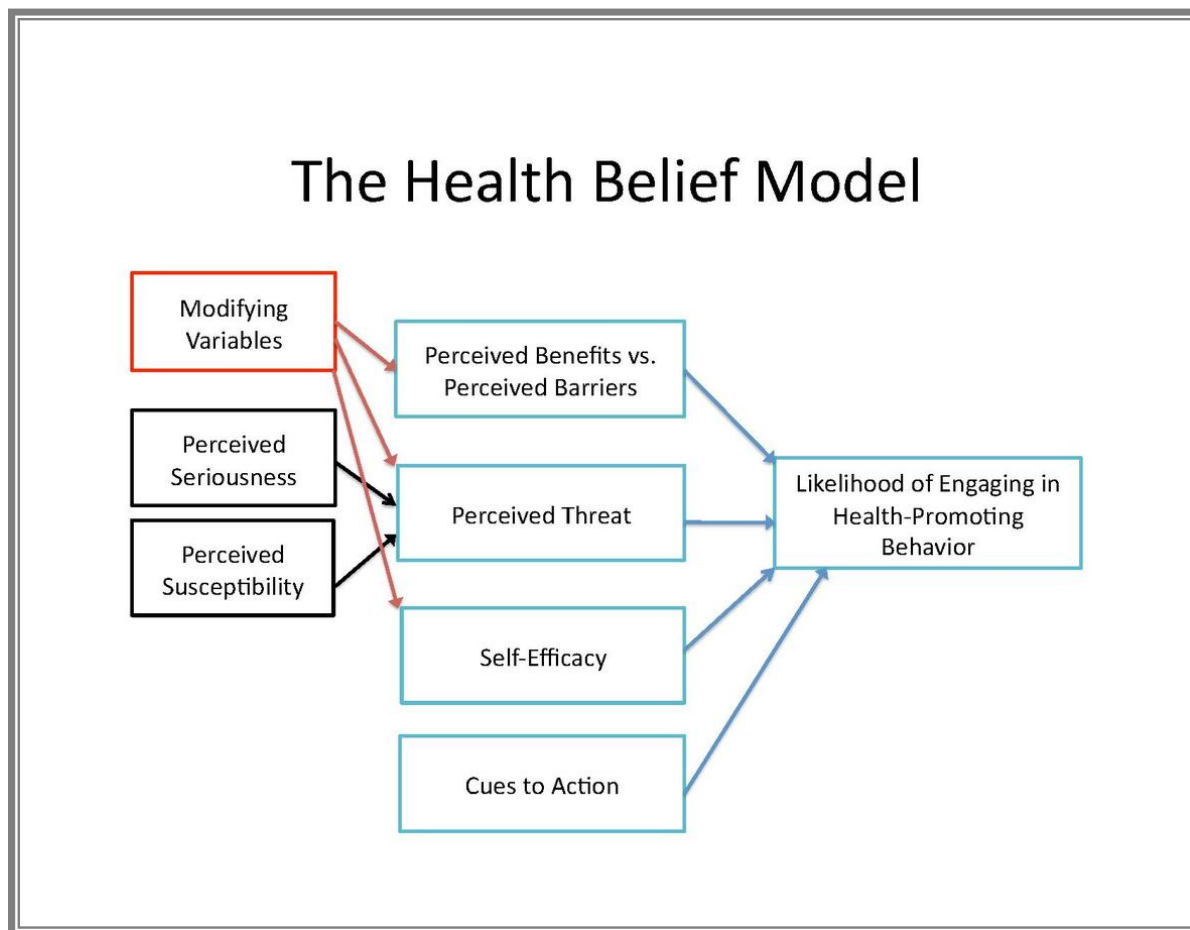 The Health Belief Model
Modifying
Variables
Perceived Benefits vs.
Perceived Barriers
Perceived
Seriousness
Perceived Threat
Likelihood of Engaging in
Health-Promoting
Behavior
Perceived
Susceptibility
Self-Efficacy
Cues to Action